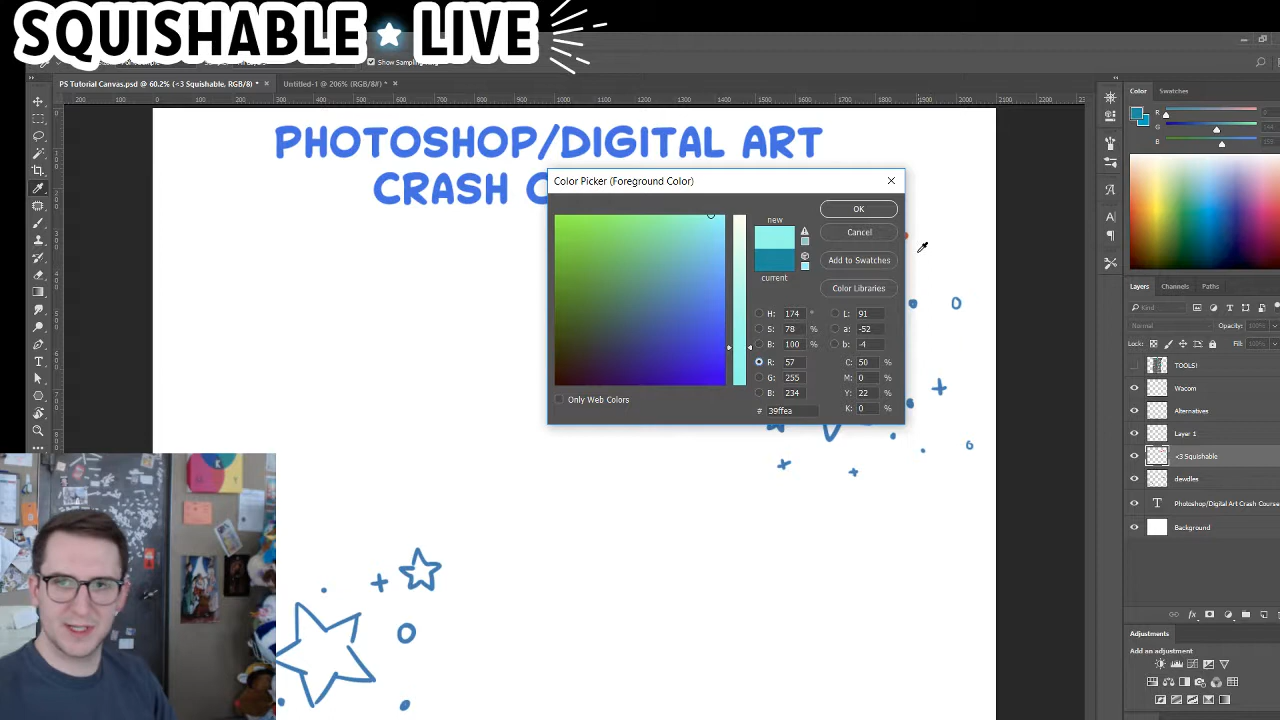 SQUISHABLE LIVE
Show Sampling Ring
PS Tutorial Canvas.psd @ 60.2% (<3 Squishable, RGB/8) *
Untitled-1 @ 206% (RGB/8#) *
PHOTOSHOP/DIGITAL ART
CRASH
Color Picker (Foreground Color)
new
current
OK
Cancel
Add to Swatches
Color Libraries
H: 174 °
S: 78 %
B: 100 %
R: 57
G: 255
B: 234
# 39ffea
L: 91
a: -52
b: -4
C: 50 %
M: 0 %
Y: 22 %
K: 0 %
Only Web Colors
Color
Swatches
R
G
B
Layers
Channels
Paths
Kind
Normal
Opacity:
Lock:
Fill:
TOOLS!
Wacom
Alternatives
Layer 1
<3 Squishable
dewdles
Photoshop/Digital Art Crash Course
Background
Adjustments
Add an adjustment